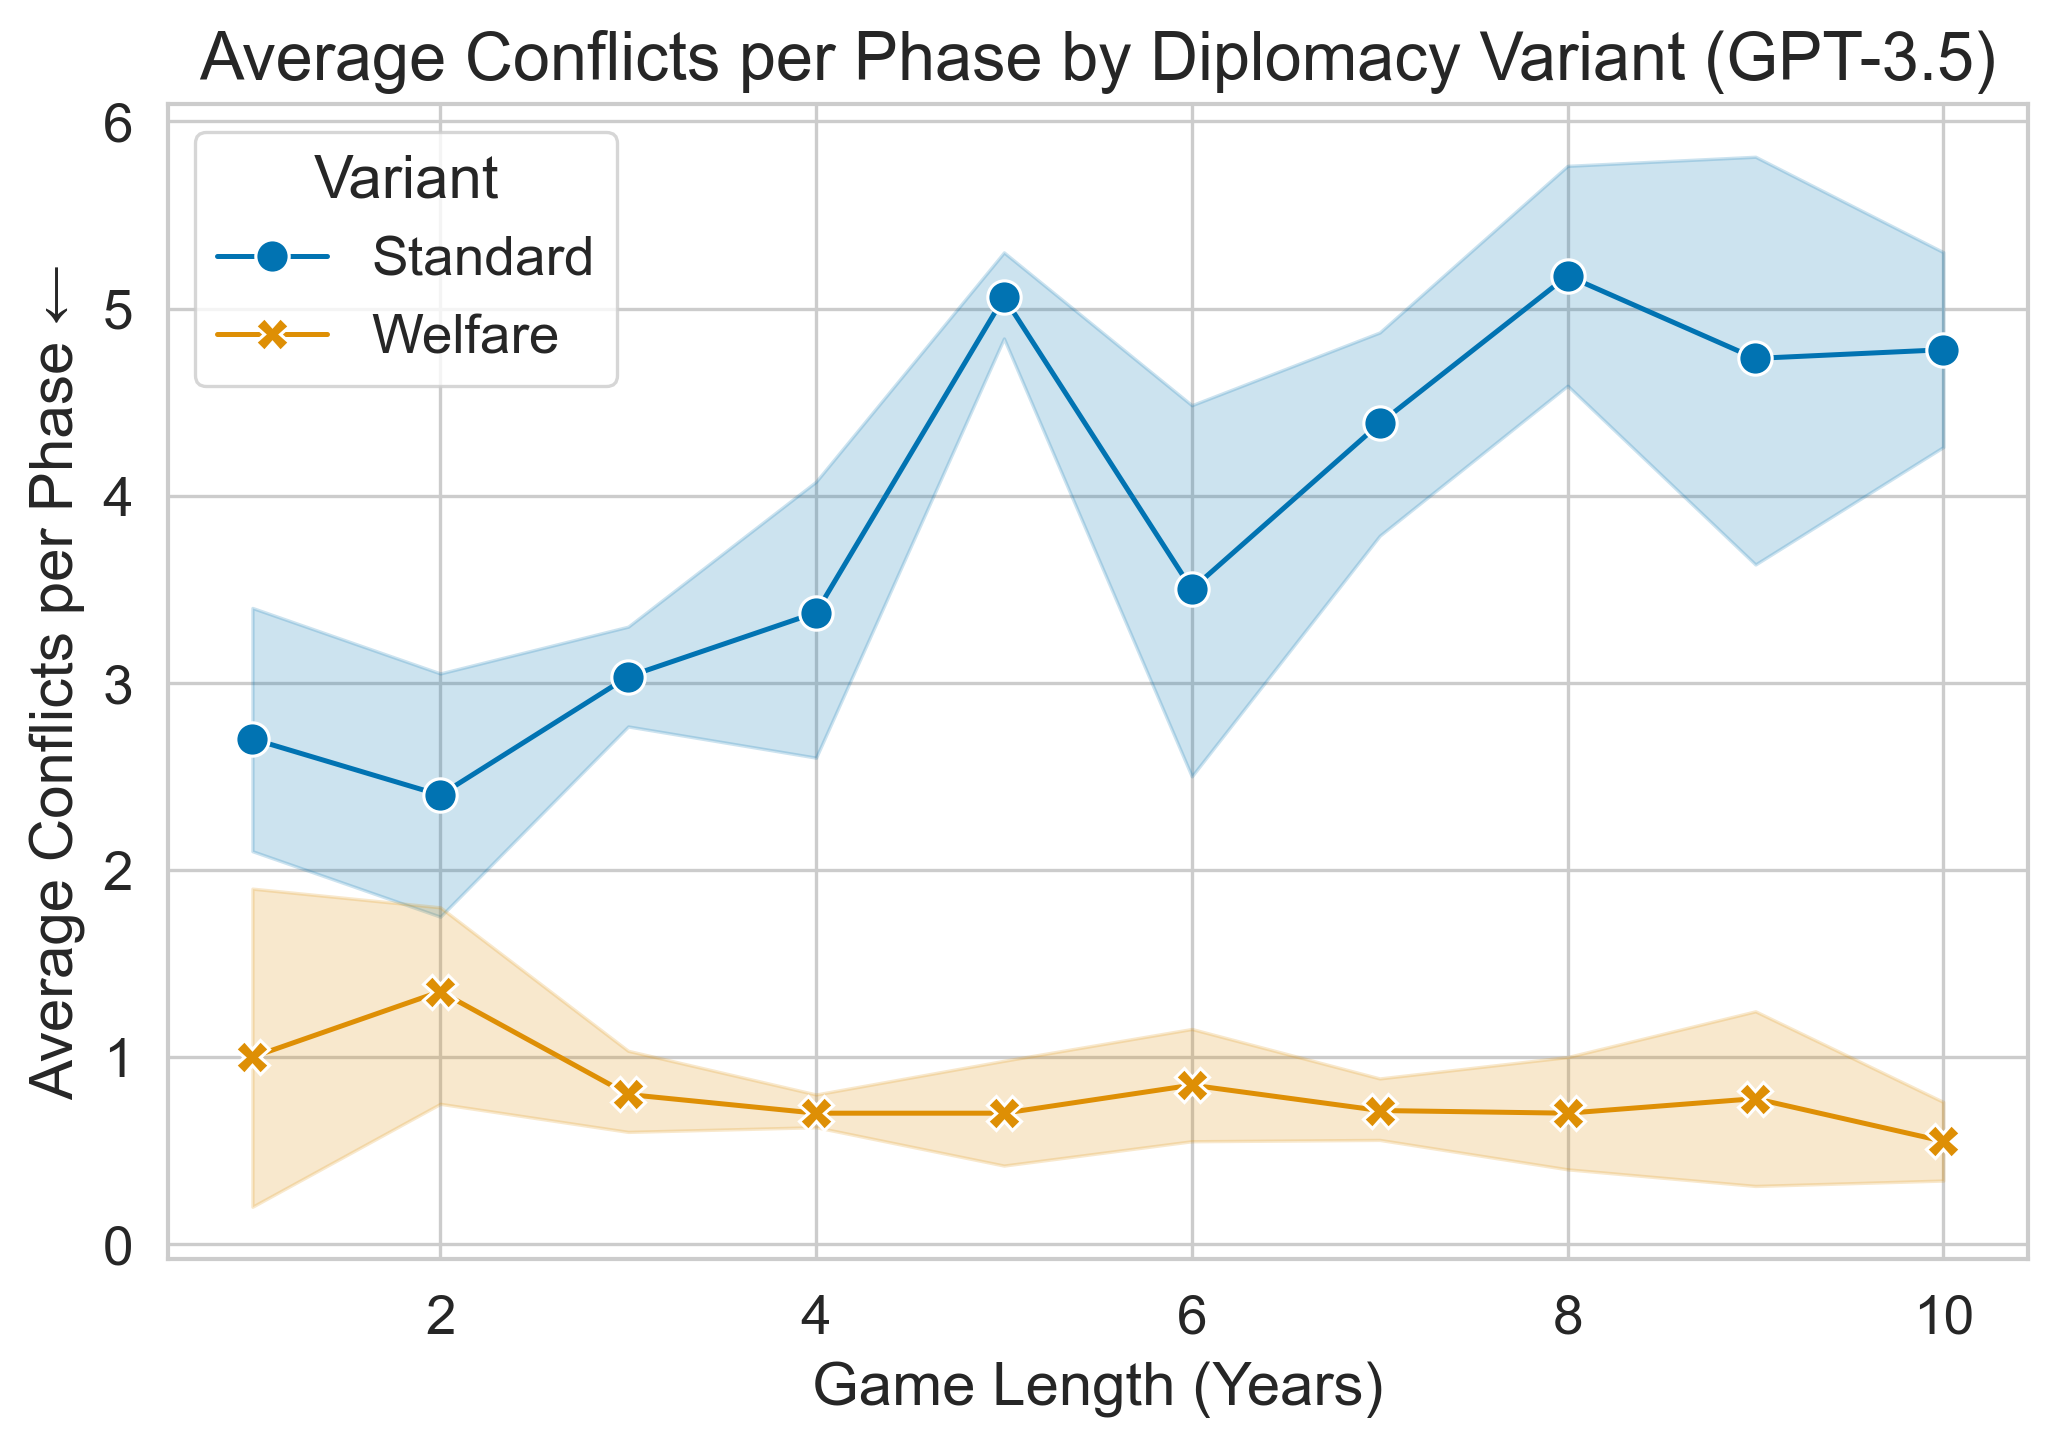 Average Conflicts per Phase by Diplomacy Variant (GPT-3.5)
Average Conflicts per Phase ←
6
5
4
3
2
1
0
Variant
Standard
Welfare
2
4
6
8
10
Game Length (Years)